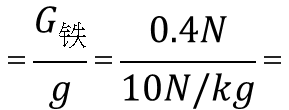 = G铁/g = 0.4N/10N/kg =